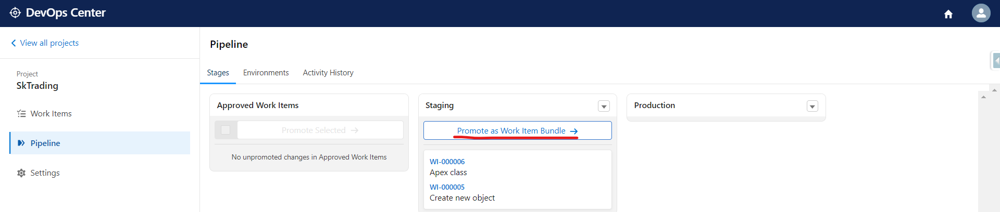 DevOps Center
View all projects
Project
SkTrading
Work Items
Pipeline
Settings
Pipeline
Stages Environments Activity History
Approved Work Items
Promote Selected →
No unpromoted changes in Approved Work Items
Staging
Promote as Work Item Bundle →
WI-000006
Apex class
WI-000005
Create new object
Production